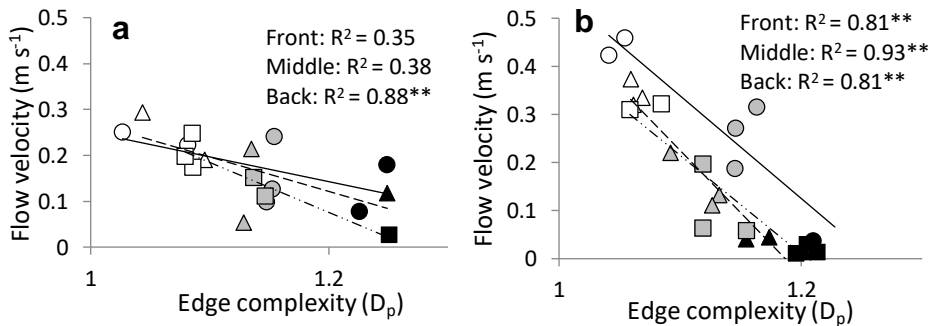 a
Front: R² = 0.35
Middle: R² = 0.38
Back: R² = 0.88**
Flow velocity (m s⁻¹)
0.5
0.4
0.3
0.2
0.1
0
1
1.2
Edge complexity (Dₚ)
b
Front: R² = 0.81**
Middle: R² = 0.93**
Back: R² = 0.81**
Flow velocity (m s⁻¹)
0.5
0.4
0.3
0.2
0.1
0
1
1.2
Edge complexity (Dₚ)